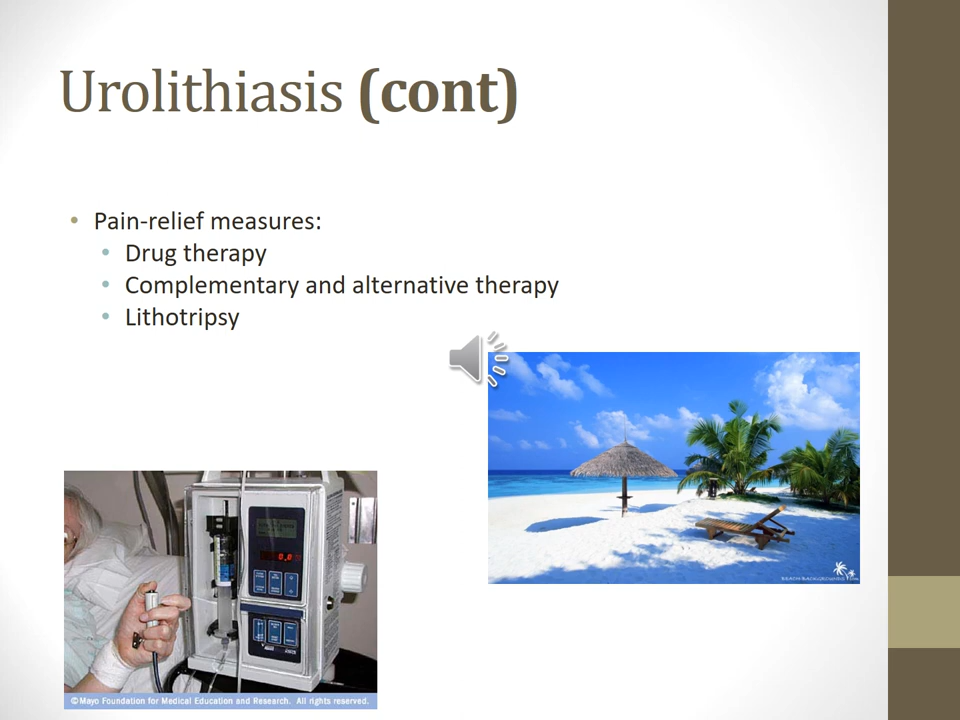 Urolithiasis (cont)
• Pain-relief measures:
• Drug therapy
• Complementary and alternative therapy
• Lithotripsy
©Mayo Foundation for Medical Education and Research. All rights reserved.